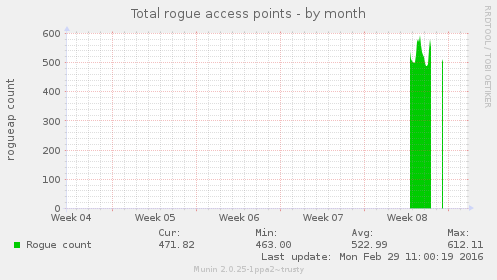 Total rogue access points - by month
RRDTOOL / TOBI OETIKER
rogueap count
600
500
400
300
200
100
0
Week 04 Week 05 Week 06 Week 07 Week 08
Cur: Min: Avg: Max:
Rogue count 471.82 463.00 522.99 612.11
Last update: Mon Feb 29 11:00:19 2016
Munin 2.0.25-1ppa2~trusty